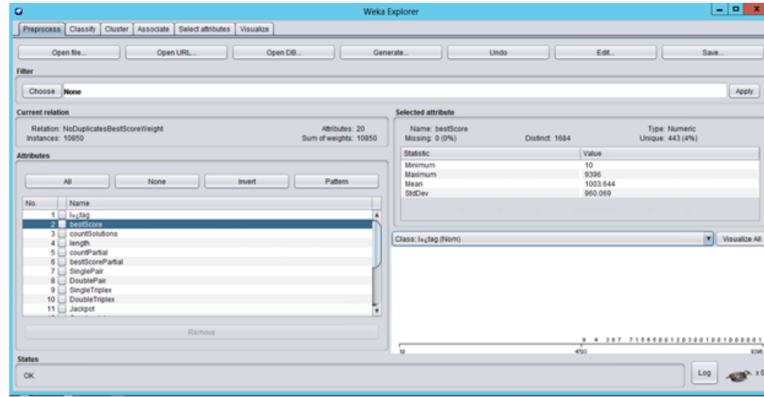 Weka Explorer
Preprocess Classify Cluster Associate Select attributes Visualize
Open file... Open URL... Open DB... Generate... Undo Edit... Save...
Filter
Choose None Apply
Current relation
Relation: NoDuplicatesBestScoreWeight Attributes: 20
Instances: 10850 Sum of weights: 10850
Selected attribute
Name: bestScore Type: Numeric
Missing: 0 (0%) Distinct: 1684 Unique: 443 (4%)
Statistic Value
Minimum 10
Maximum 9396
Mean 1003.644
StdDev 960.069
Attributes
All None Invert Pattern
No. Name
1 ï»¿tag
2 bestScore
3 countSolutions
4 length
5 countPartial
6 bestScorePartial
7 SinglePair
8 DoublePair
9 SingleTriplex
10 DoubleTriplex
11 Jackpot
Remove
Class: ï»¿tag (Nom) Visualize All
10 4703 9396
Status
OK
Log x 0